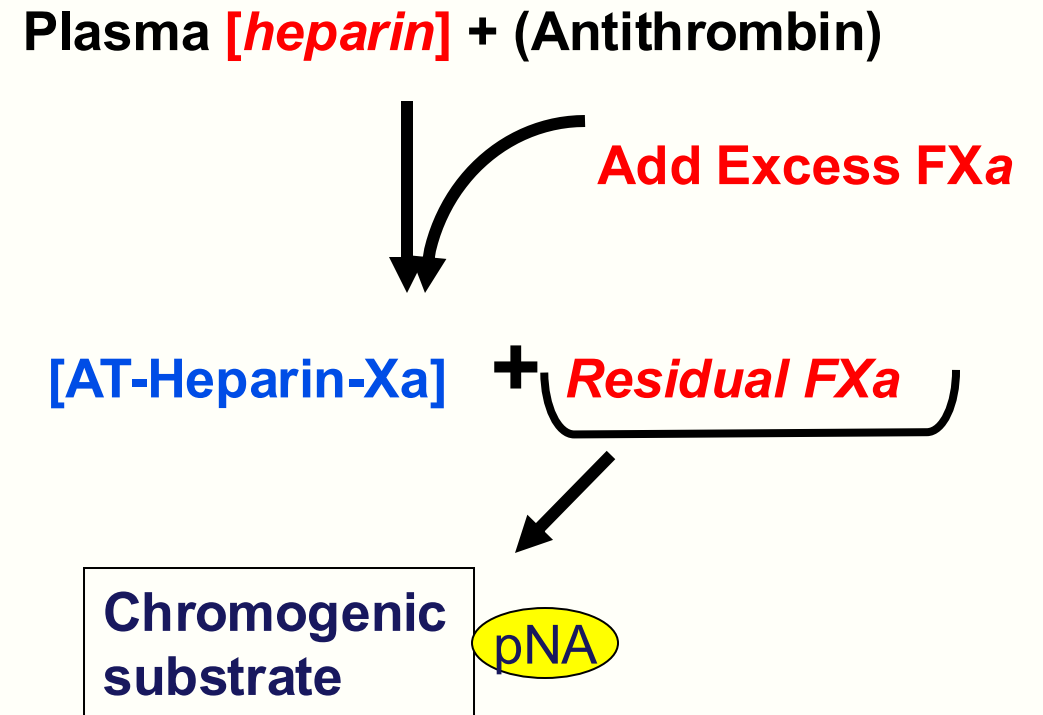 Plasma [heparin] + (Antithrombin)
Add Excess FXa
[AT-Heparin-Xa] + Residual FXa
Chromogenic
substrate
pNA